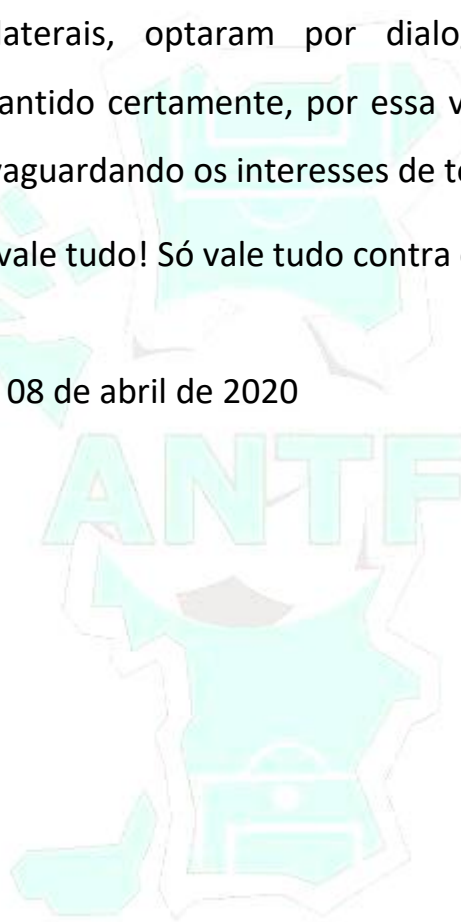 laterais, optaram por dialo
antido certamente, por essa v
vaguardando os interesses de t
vale tudo! Só vale tudo contra
08 de abril de 2020
ANTF